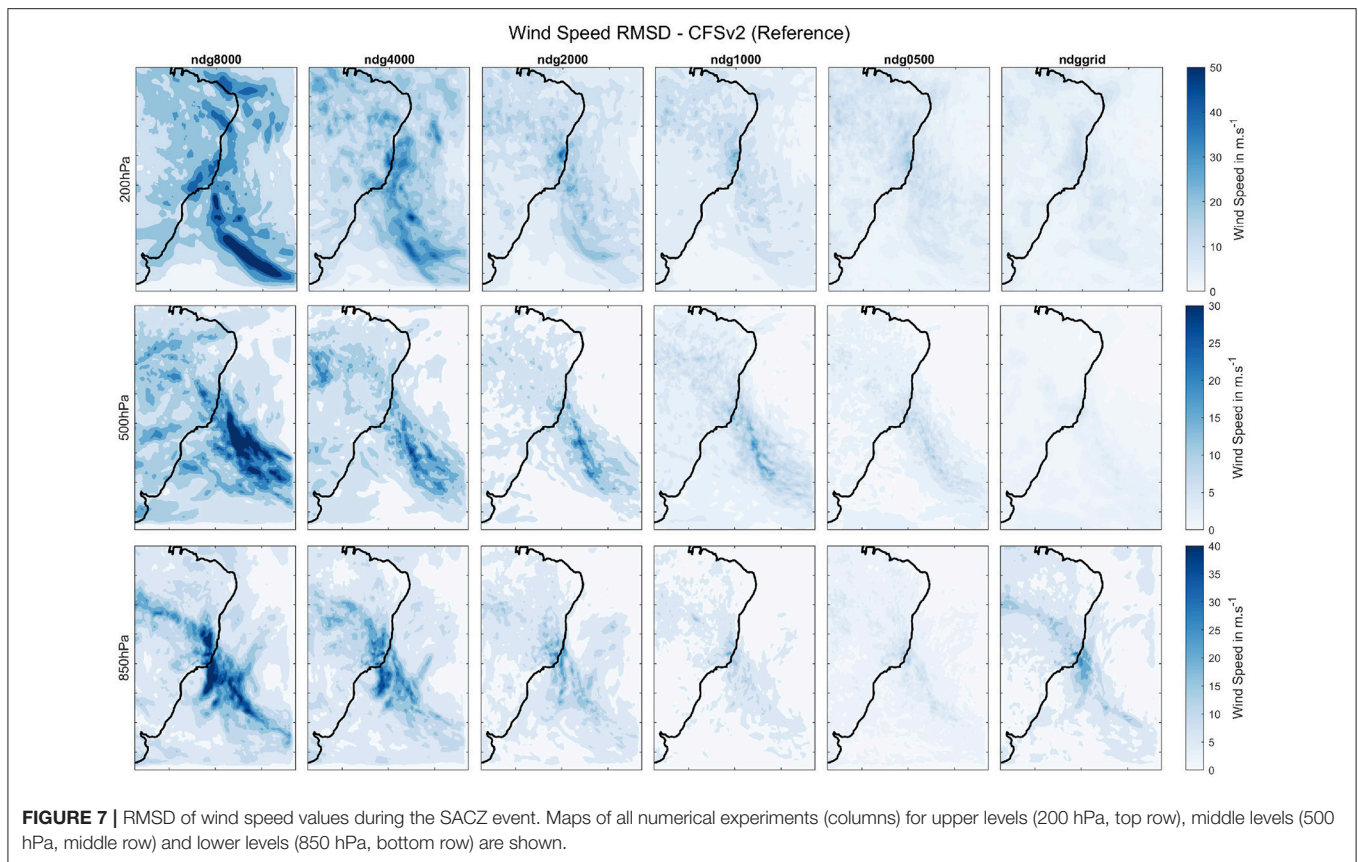 Wind Speed RMSD - CFSv2 (Reference)
ndg8000 ndg4000 ndg2000 ndg1000 ndg0500 ndggrid
200hPa
50
40
30
20
10
0
Wind Speed in m.s⁻¹
500hPa
30
25
20
15
10
5
0
Wind Speed in m.s⁻¹
850hPa
40
35
30
25
20
15
10
5
0
Wind Speed in m.s⁻¹
FIGURE 7 | RMSD of wind speed values during the SACZ event. Maps of all numerical experiments (columns) for upper levels (200 hPa, top row), middle levels (500
hPa, middle row) and lower levels (850 hPa, bottom row) are shown.